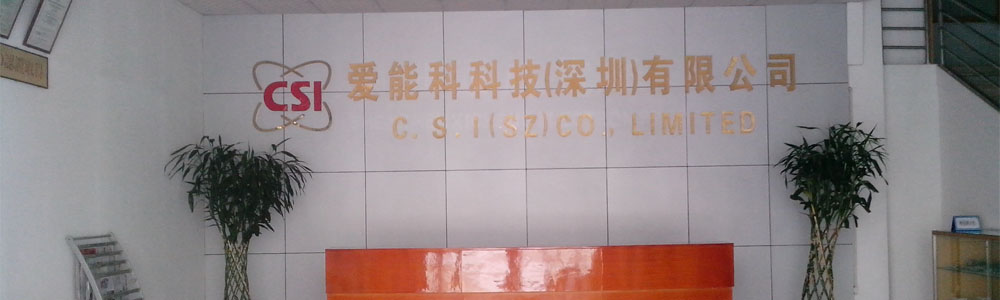 CSI
爱能科科技(深圳)有限公司
C. S. I (SZ) CO., LIMITED